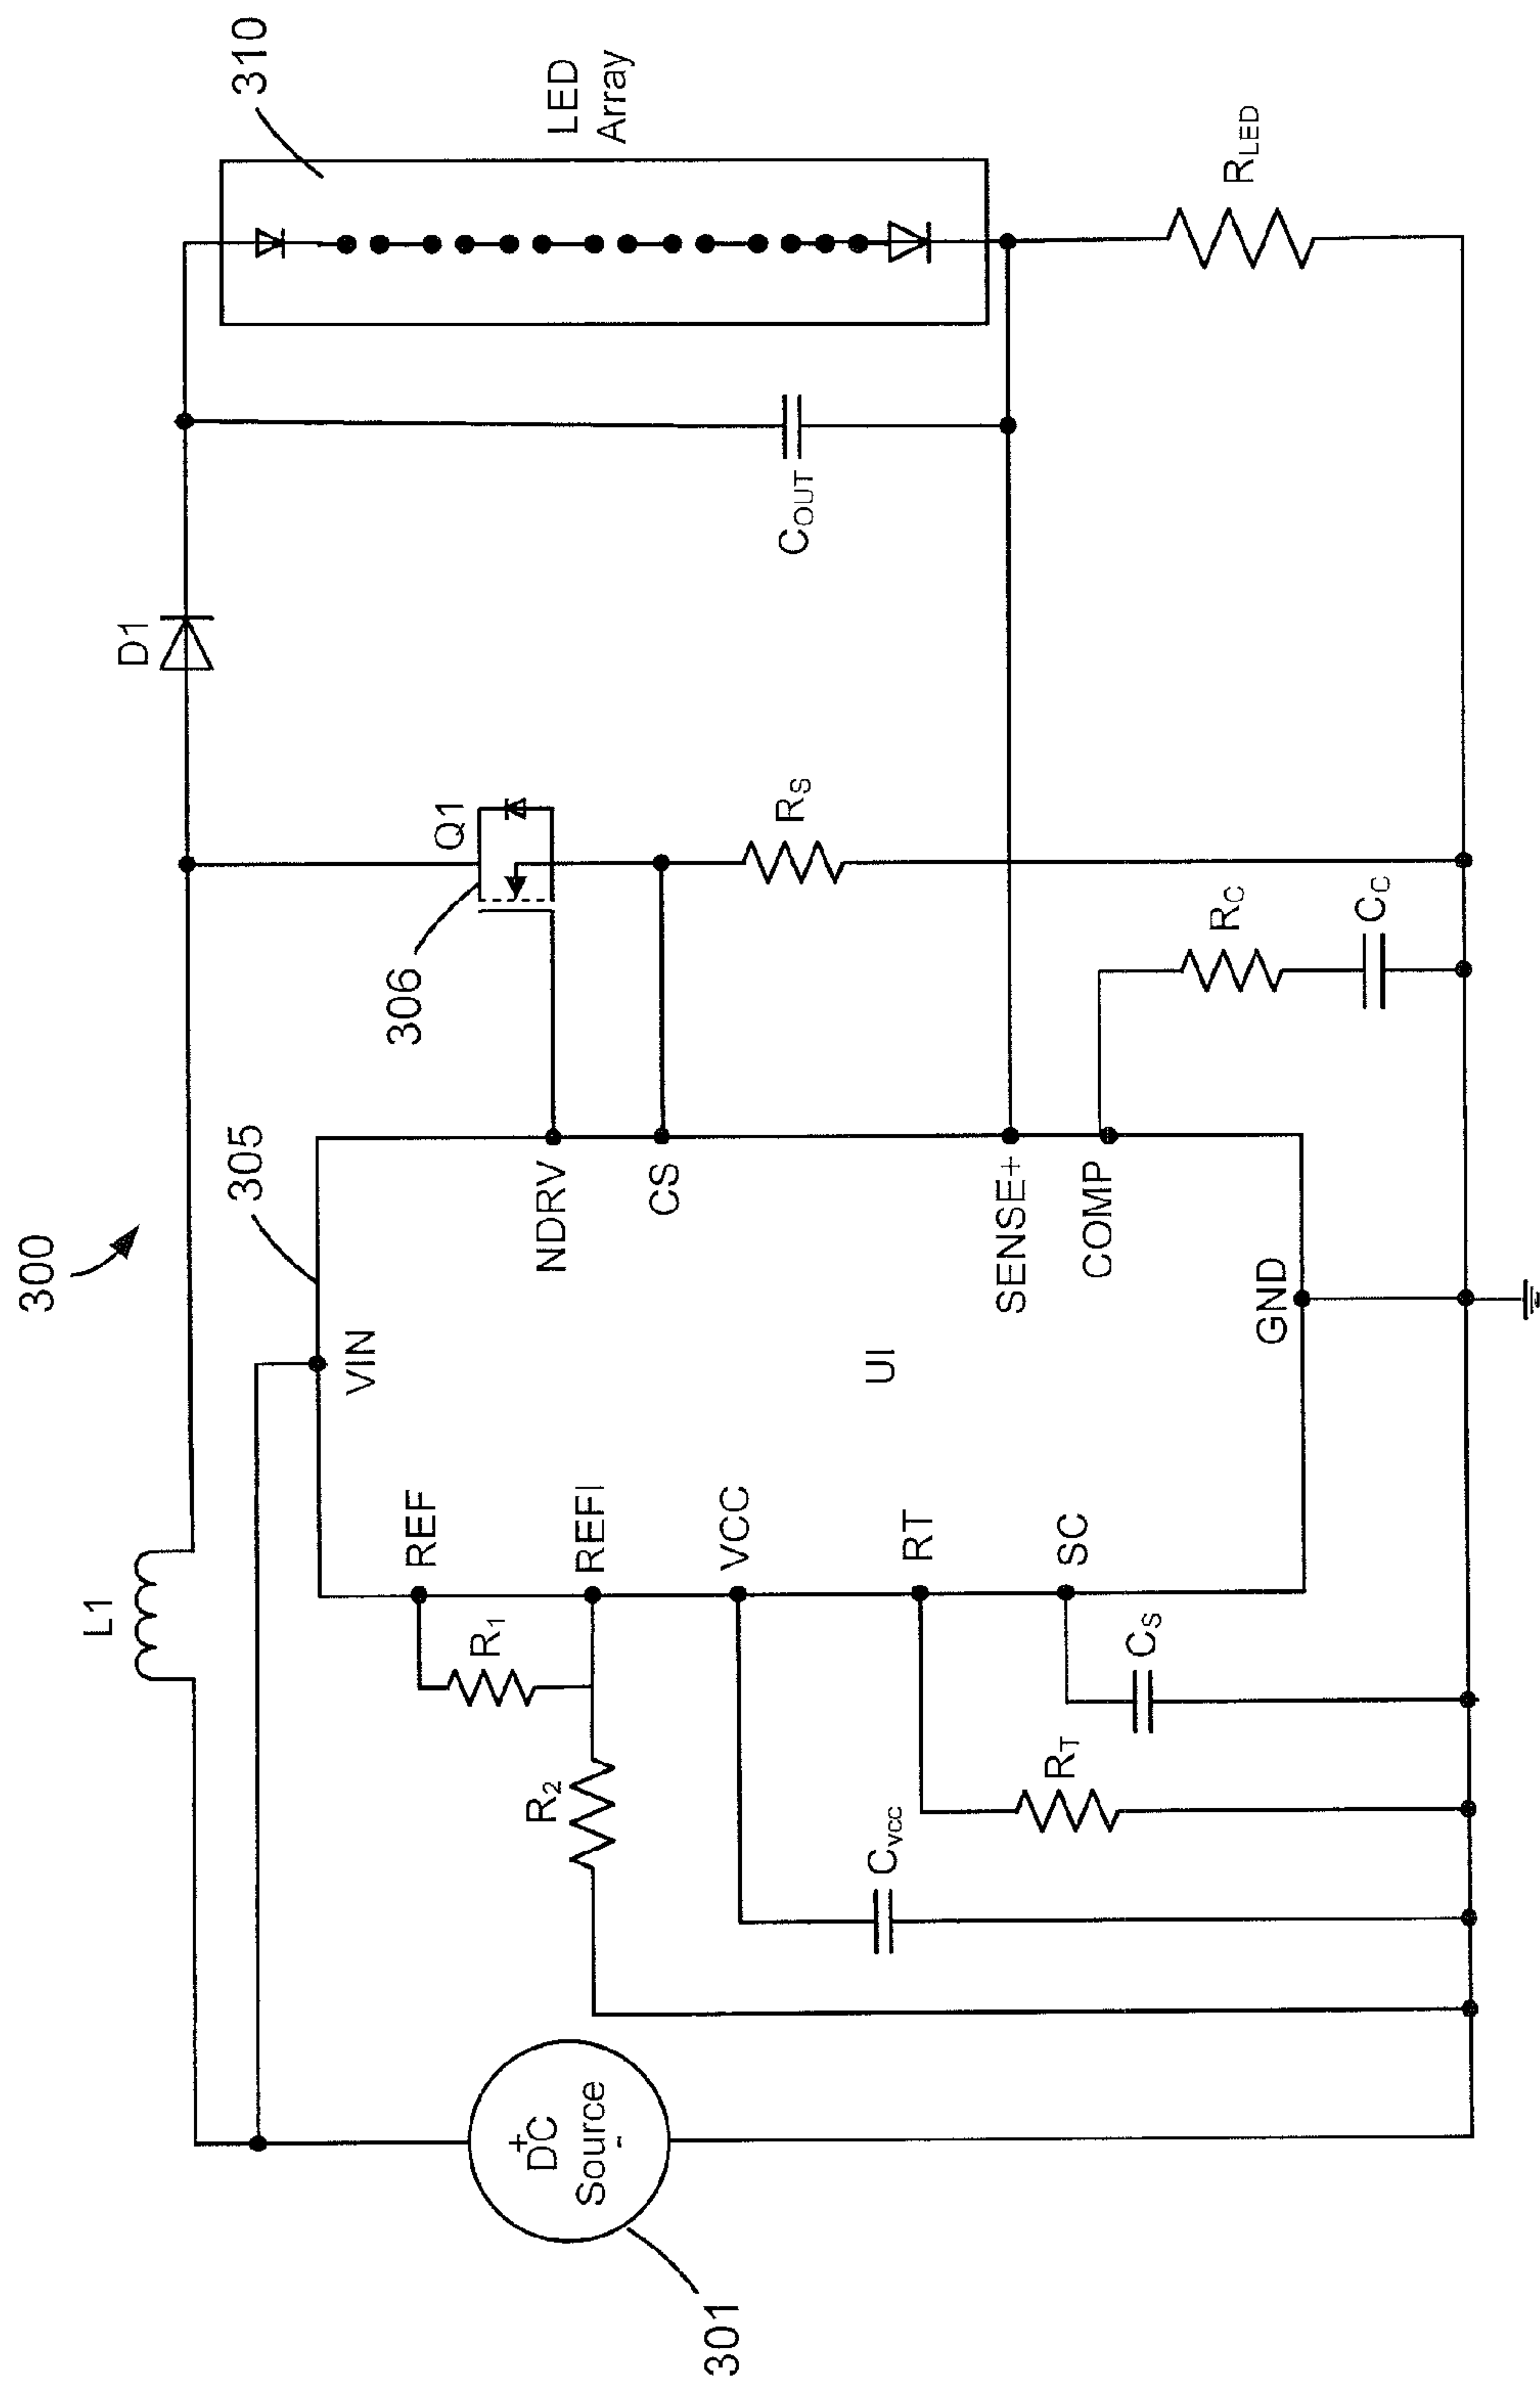 300
L1
D1
310
LED
Array
305
VIN
REF
REFI
VCC
RT
SC
UI
NDRV
CS
SENSE+
COMP
GND
306
Q1
R1
R2
CVCC
RT
CS
RS
RC
CC
COUT
RLED
+
DC
Source
-
301